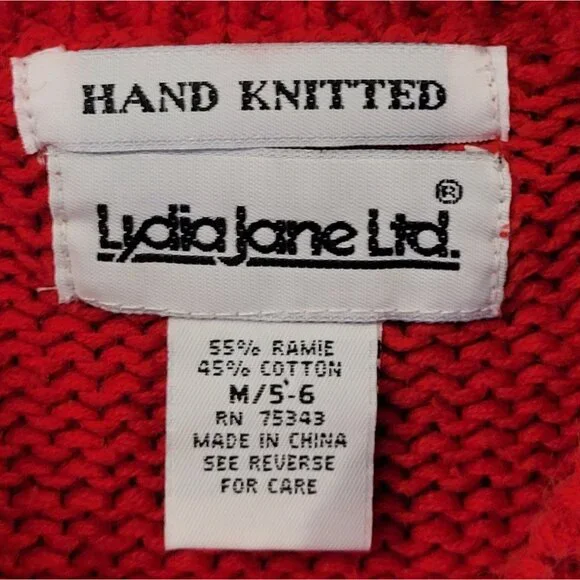 HAND KNITTED
Lydia Jane Ltd.®
55% RAMIE
45% COTTON
M/5-6
RN 75343
MADE IN CHINA
SEE REVERSE
FOR CARE